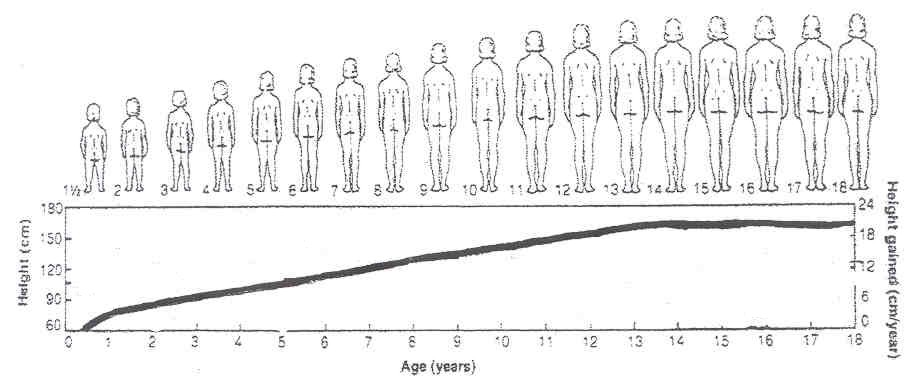 1½ 2 3 4 5 6 7 8 9 10 11 12 13 14 15 16 17 18
180 24
150 18
120 12
90 6
60 0
Height (cm)
Height gained (cm/year)
0 1 2 3 4 5 6 7 8 9 10 11 12 13 14 15 16 17 18
Age (years)